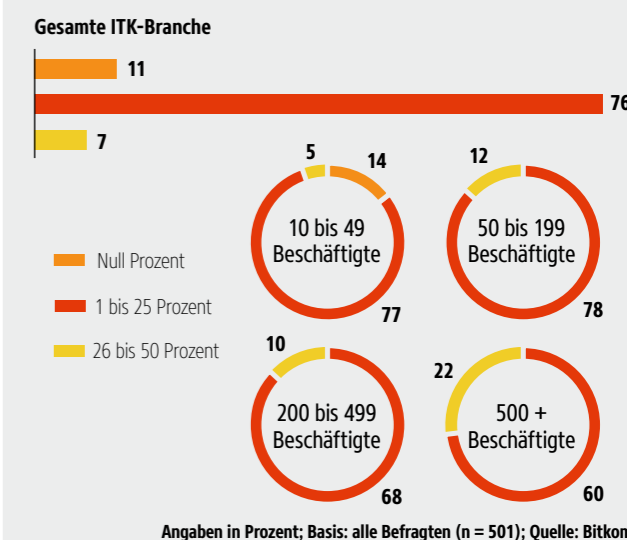 Gesamte ITK-Branche
11
76
7
5
14
10 bis 49
Beschäftigte
77
12
50 bis 199
Beschäftigte
78
Null Prozent
1 bis 25 Prozent
26 bis 50 Prozent
10
200 bis 499
Beschäftigte
68
22
500 +
Beschäftigte
60
Angaben in Prozent; Basis: alle Befragten (n = 501); Quelle: Bitkom